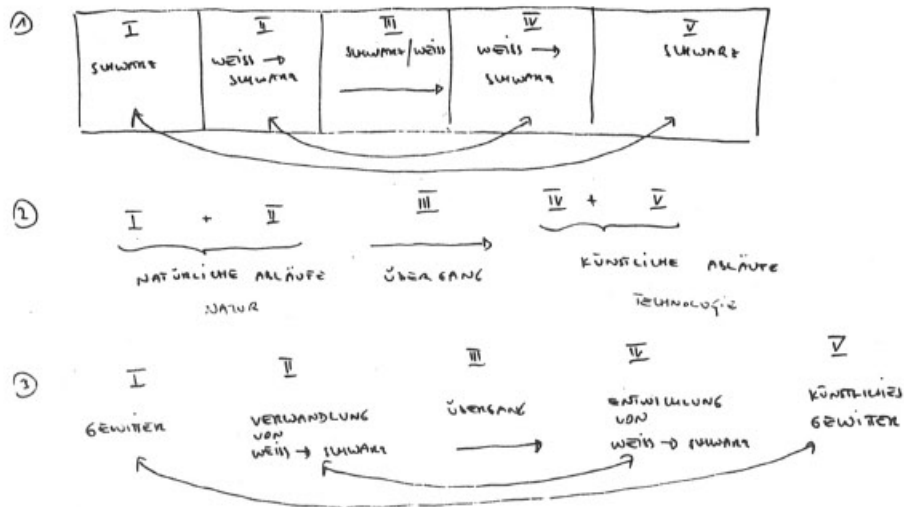 ① I II III IV V
SCHWARZ WEISS → SCHWARZ/WEISS WEISS → SCHWARZ
SCHWARZ → SCHWARZ
② I + II III IV + V
NATÜRLICHE ABLÄUFE ÜBERGANG KÜNSTLICHE ABLÄUFE
NATUR TECHNOLOGIE
③ I II III IV V
GEWITTER VERWANDLUNG ÜBERGANG ENTWICKLUNG KÜNSTLICHES
VON → VON GEWITTER
WEISS → SCHWARZ WEISS → SCHWARZ